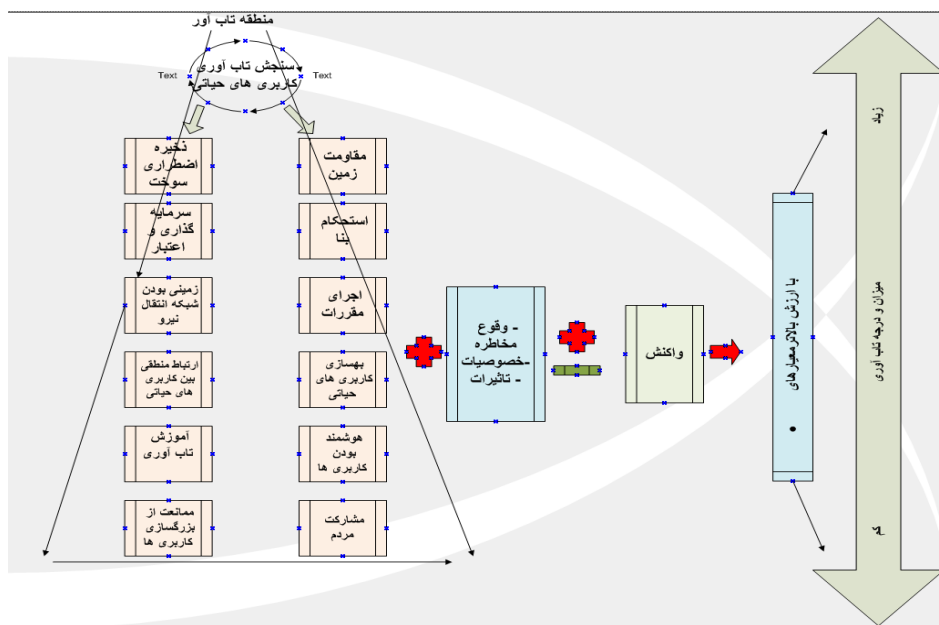 منطقه تاب آور
سنجش تاب آوری
کاربری های حیاتی
Text
Text
مقاومت
زمین
ذخیره
اضطراری
سوخت
استحکام
بنا
سرمایه
گذاری و
اعتبار
اجرای
مقررات
زمینی بودن
شبکه انتقال
نیرو
بهسازی
کاربری های
حیاتی
ارتباط منطقی
بین کاربری
های حیاتی
هوشمند
بودن
کاربری ها
آموزش
تاب آوری
مشارکت
مردم
ممانعت از
بزرگسازی
کاربری ها
- وقوع
مخاطره
-خصوصیات
- تاثیرات
واکنش
با ارزش بالاترمعیارهای •
زیاد
میزان و درجه تاب آوری
کم